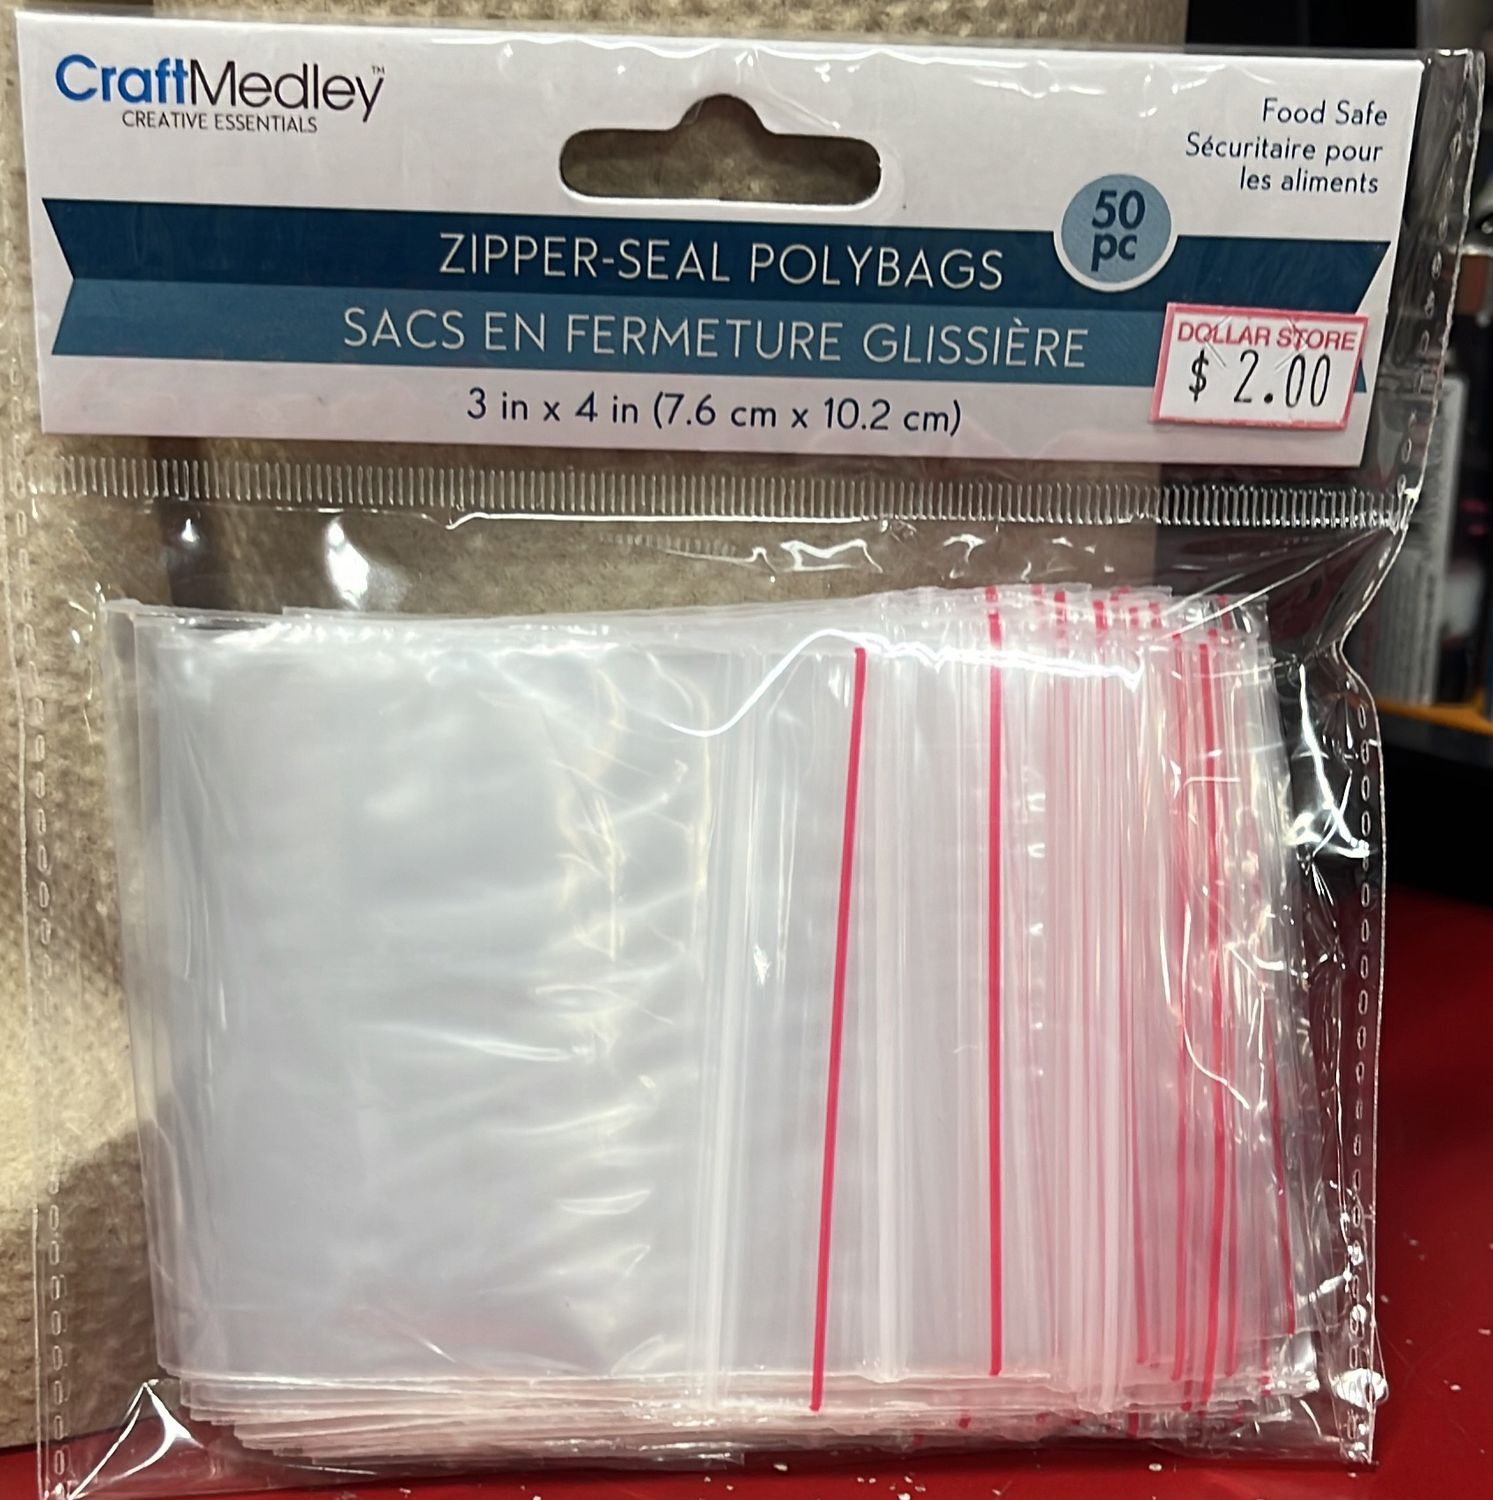 CraftMedley™
CREATIVE ESSENTIALS
Food Safe
Sécuritaire pour
les aliments
50
pc
ZIPPER-SEAL POLYBAGS
SACS EN FERMETURE GLISSIÈRE
3 in x 4 in (7.6 cm x 10.2 cm)
DOLLAR STORE
$ 2.00